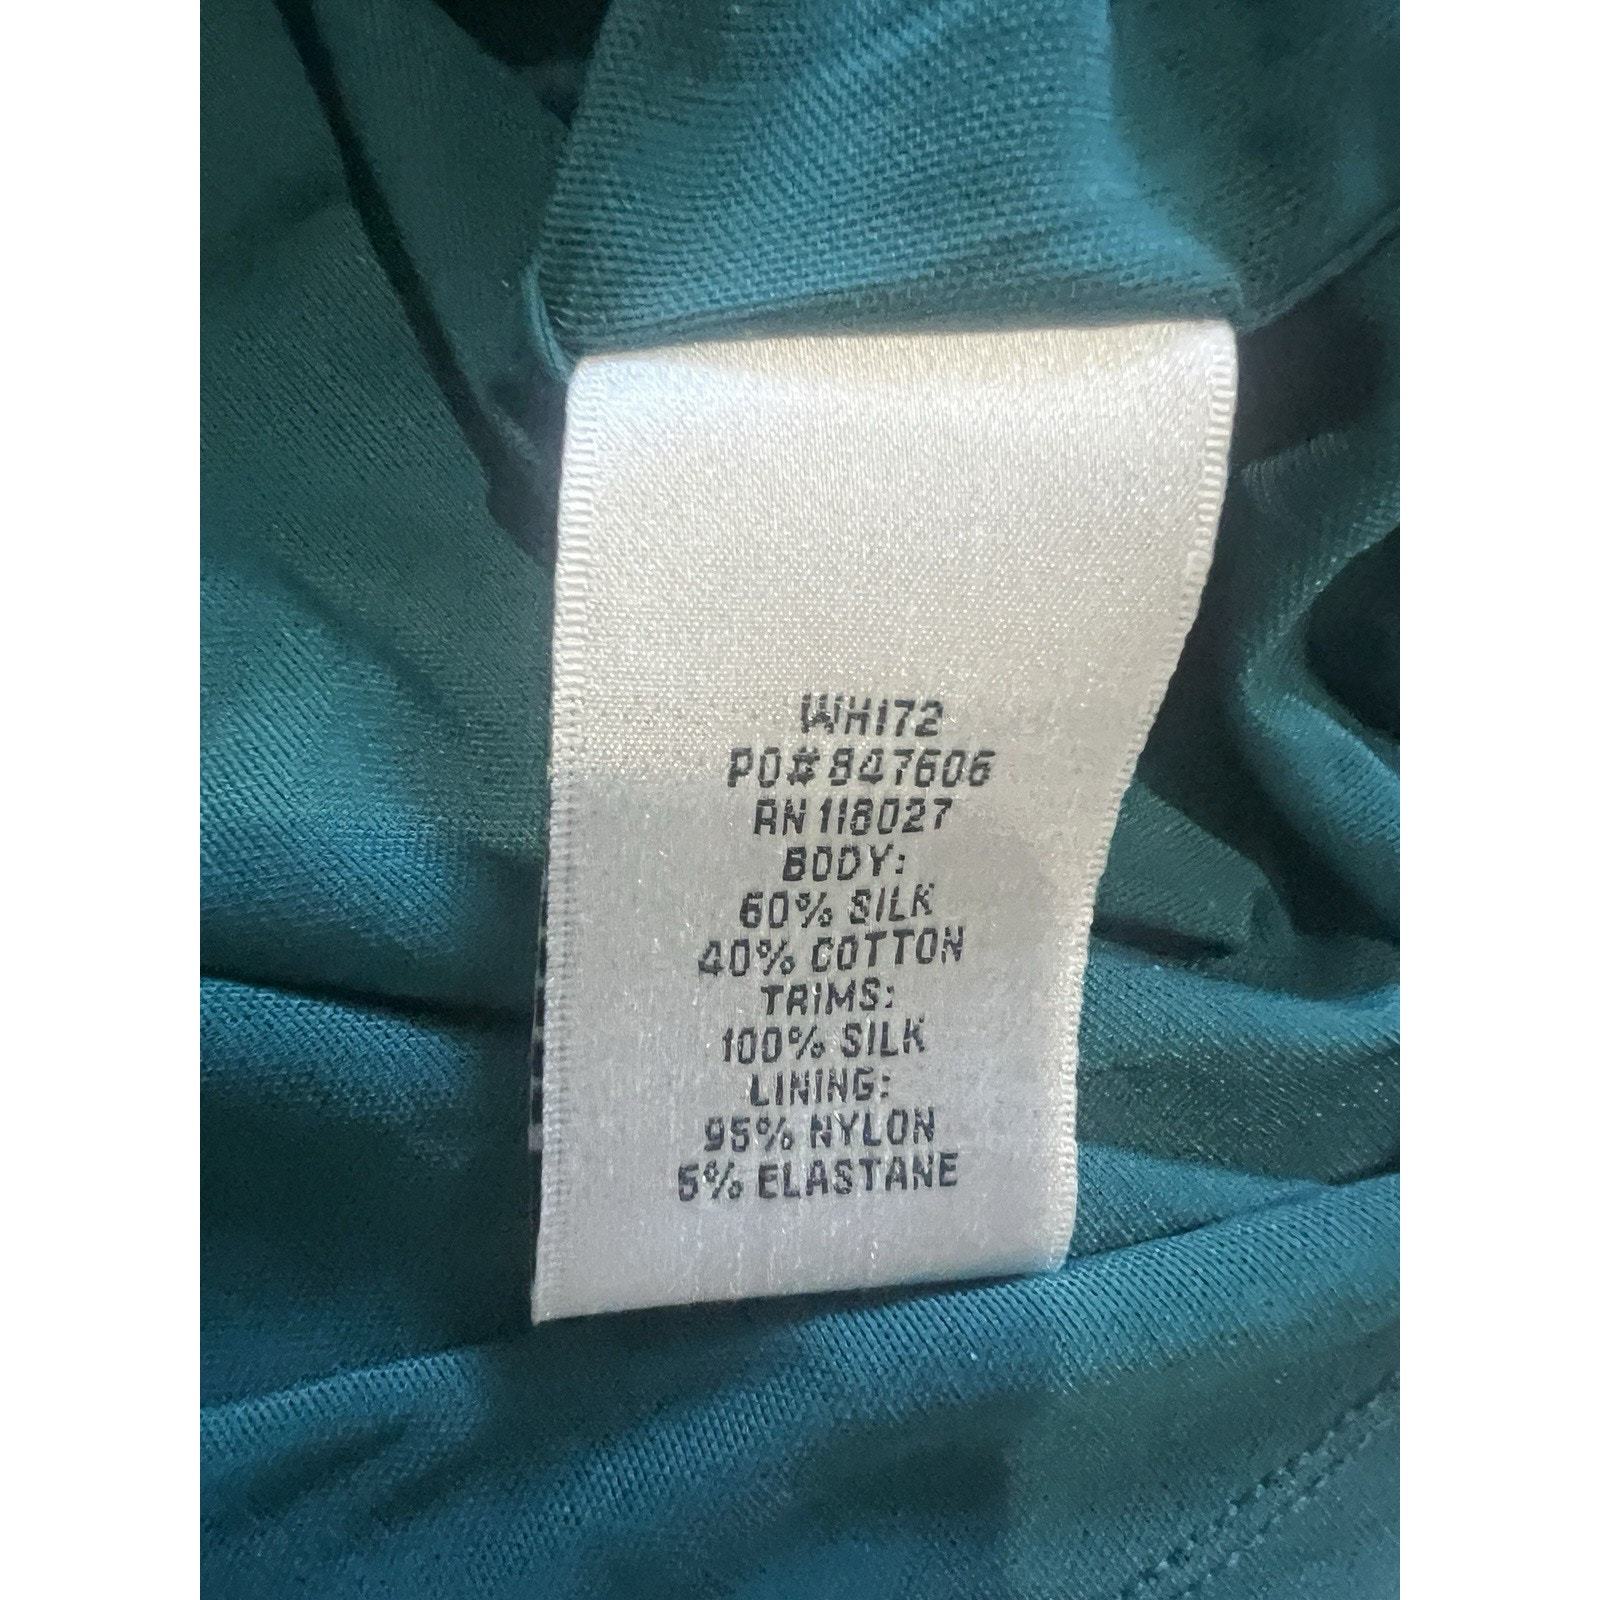 WH172
PO# 847606
RN 118027
BODY:
60% SILK
40% COTTON
TRIMS:
100% SILK
LINING:
95% NYLON
5% ELASTANE